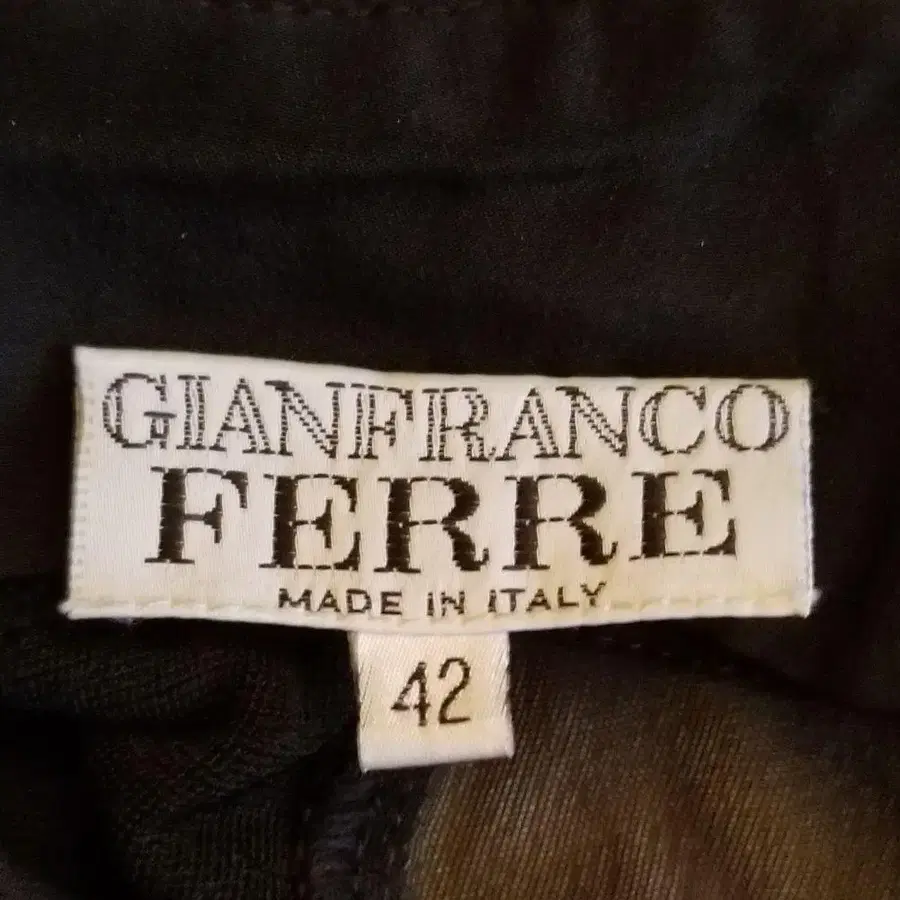 GIANFRANCO
FERRE
MADE IN ITALY
42